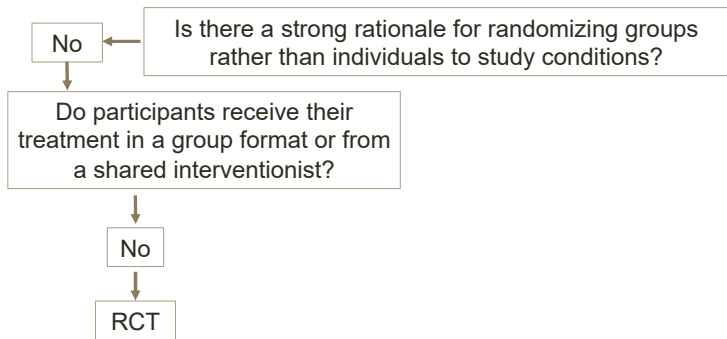 Is there a strong rationale for randomizing groups
rather than individuals to study conditions?
No
Do participants receive their
treatment in a group format or from
a shared interventionist?
No
RCT